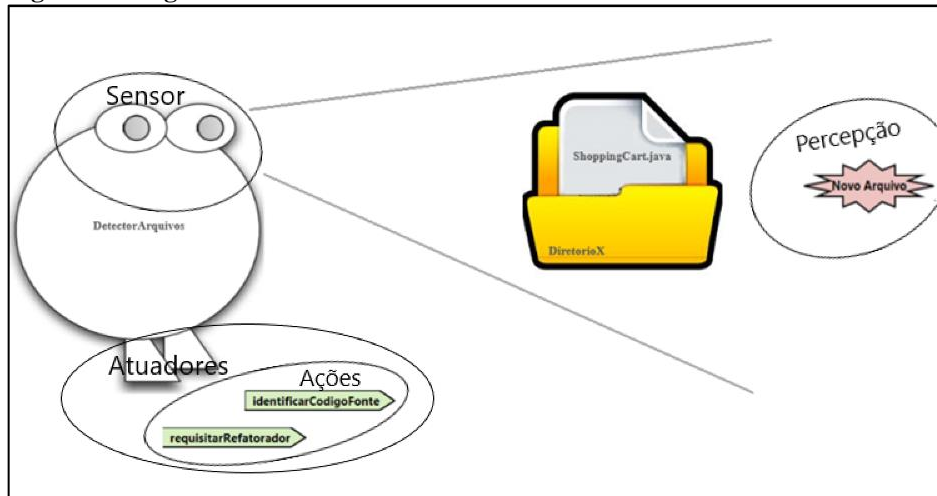 Sensor
DetectorArquivos
ShoppingCart.java
DiretorioX
Percepção
Novo Arquivo
Atuadores
Ações
identificarCodigoFonte
requisitarRefatorador